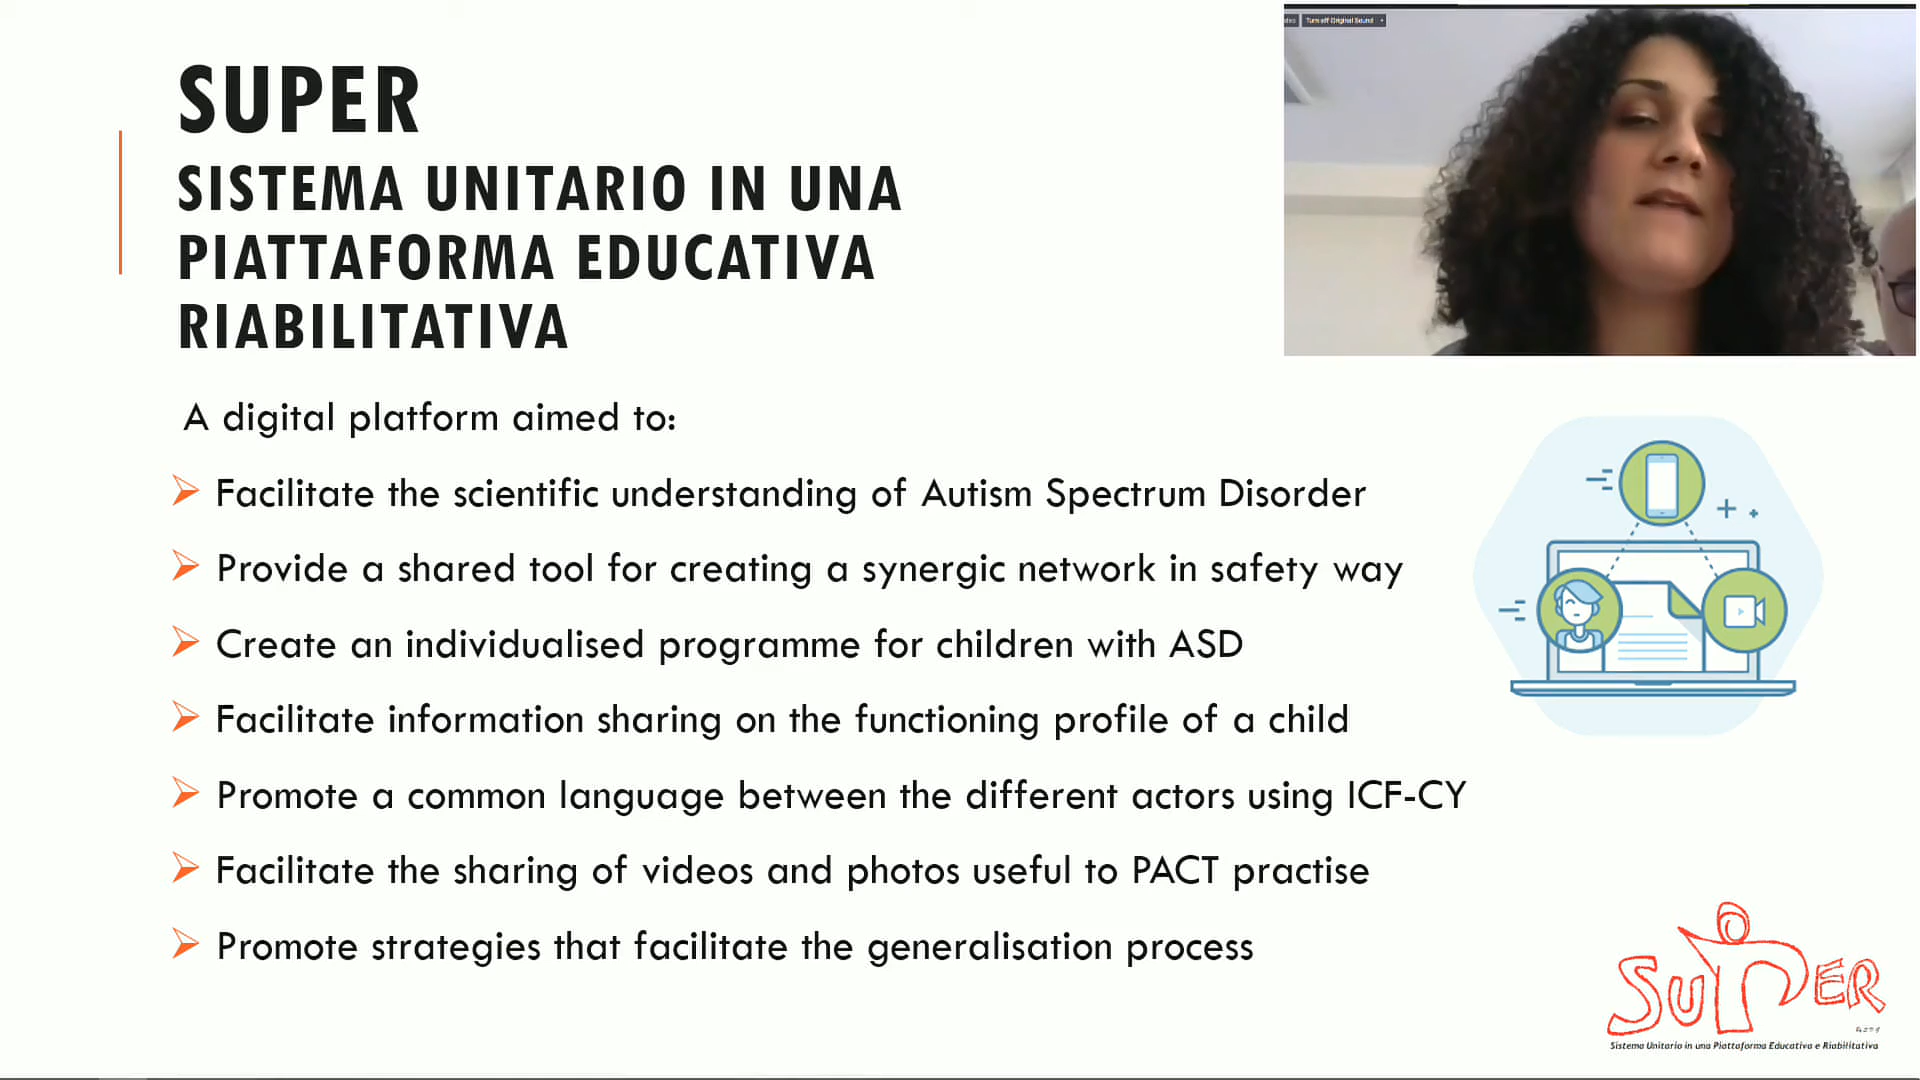 Turn off Original Sound
SUPER
SISTEMA UNITARIO IN UNA
PIATTAFORMA EDUCATIVA
RIABILITATIVA
A digital platform aimed to:
Facilitate the scientific understanding of Autism Spectrum Disorder
Provide a shared tool for creating a synergic network in safety way
Create an individualised programme for children with ASD
Facilitate information sharing on the functioning profile of a child
Promote a common language between the different actors using ICF-CY
Facilitate the sharing of videos and photos useful to PACT practise
Promote strategies that facilitate the generalisation process
SUPER
Sistema Unitario in una Piattaforma Educativa e Riabilitativa